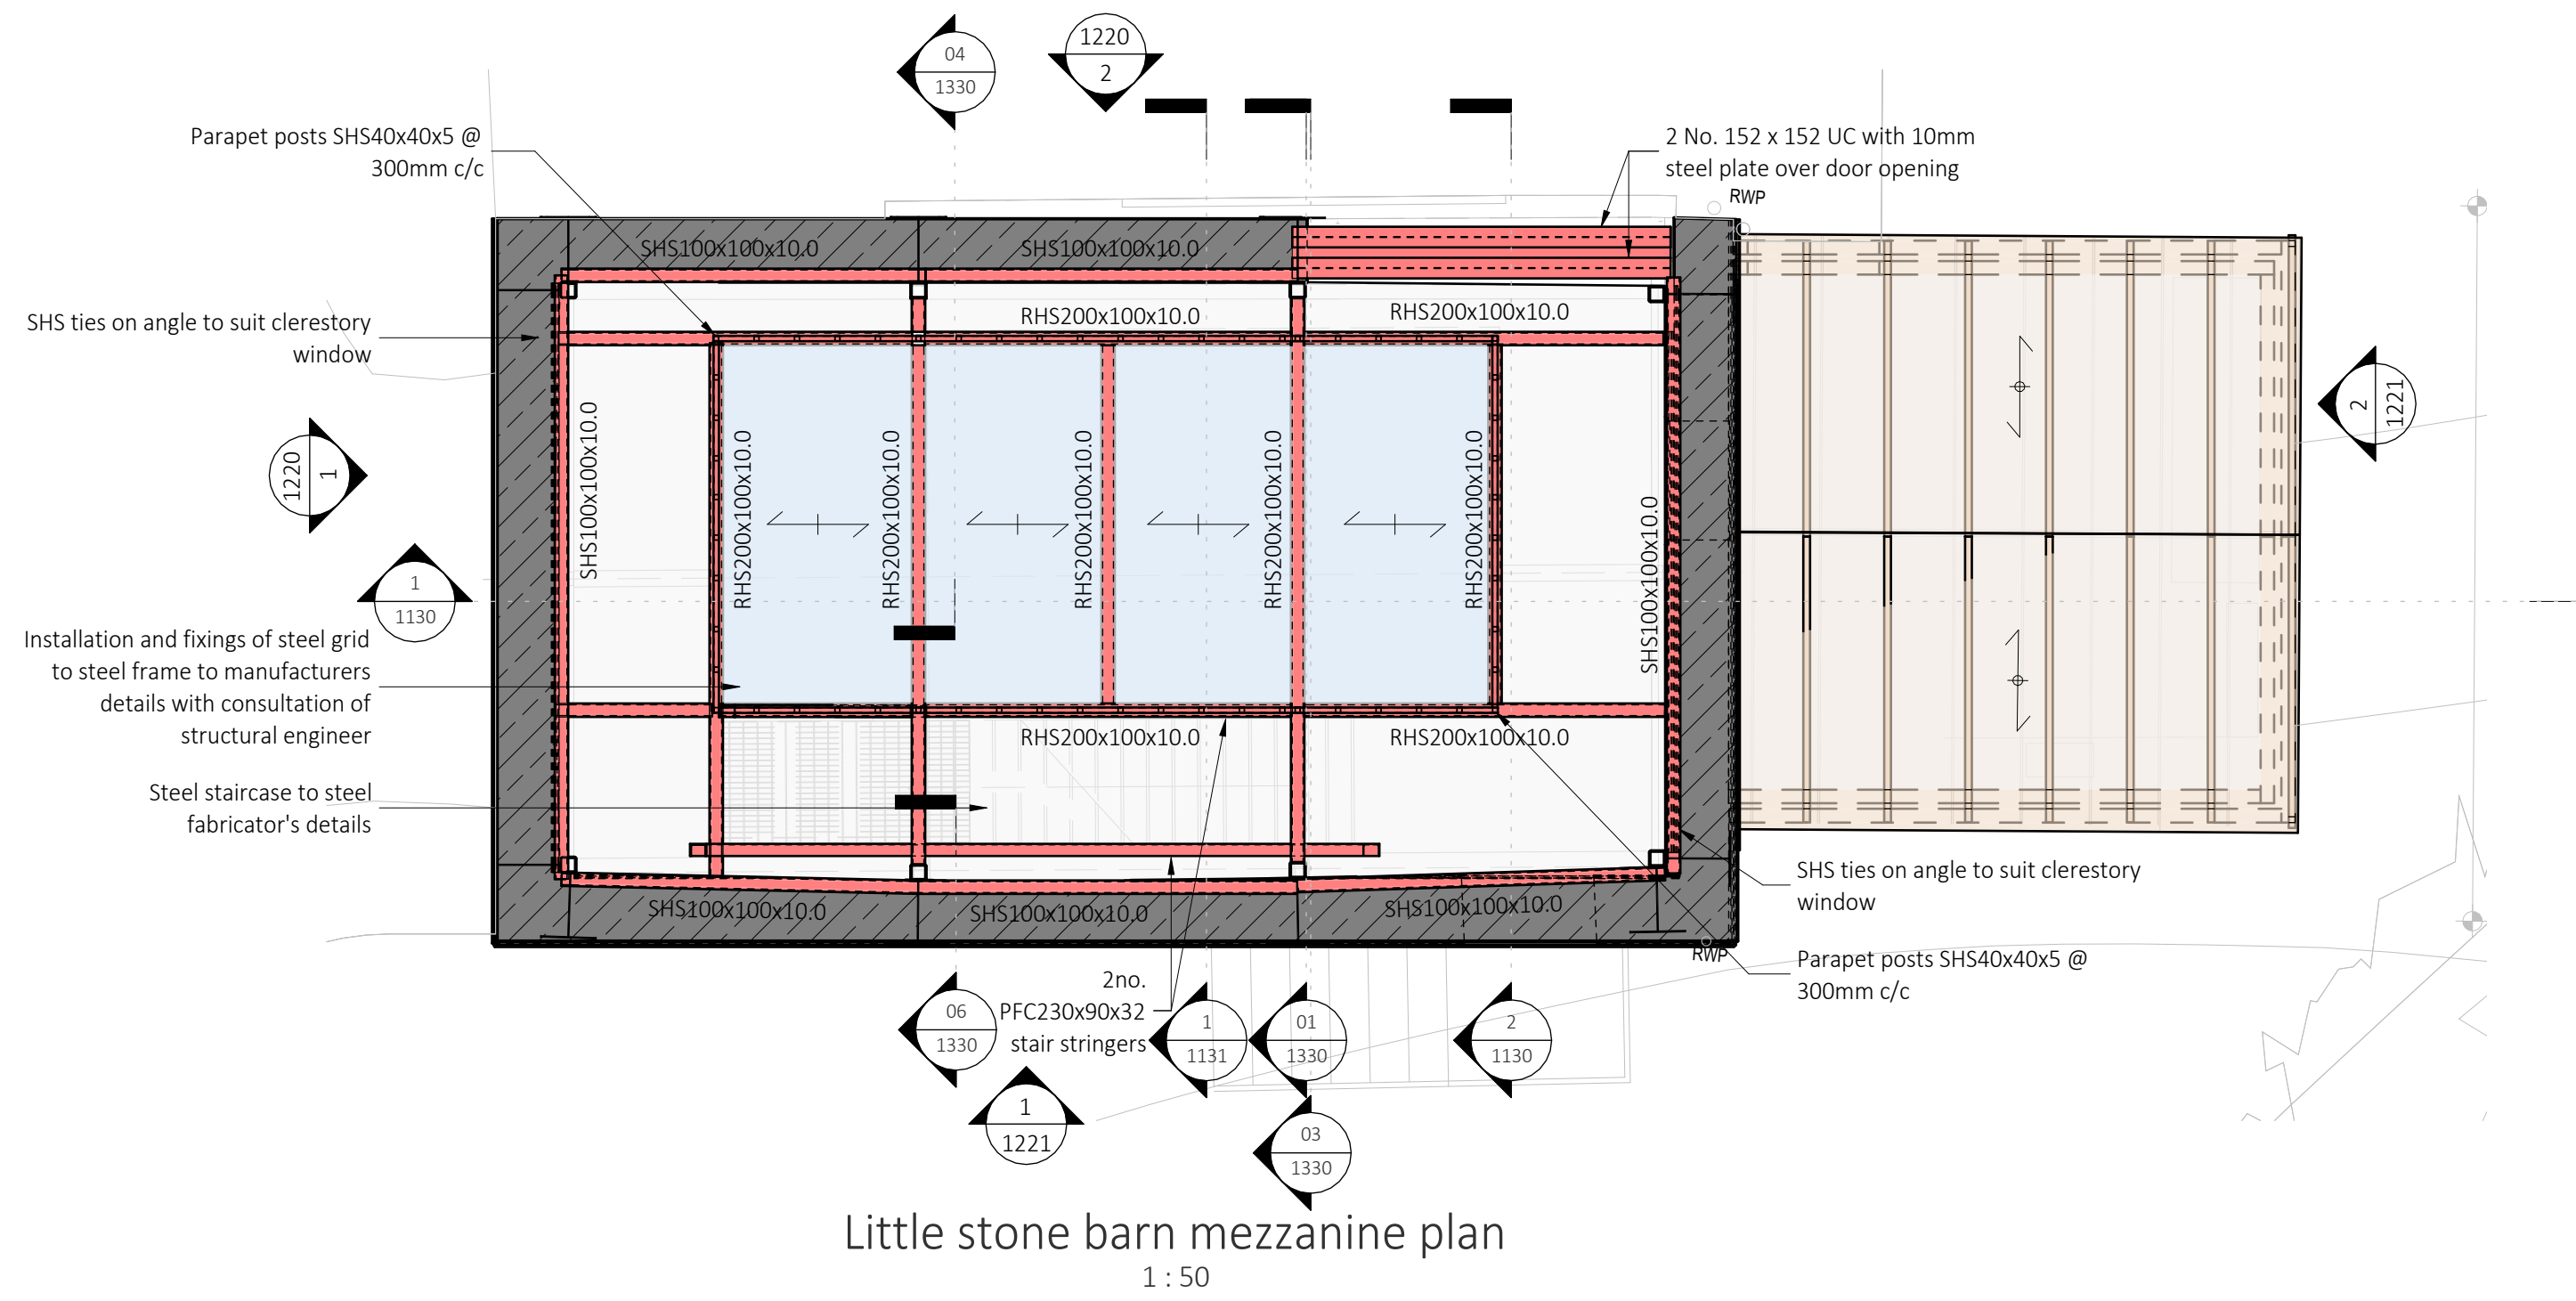 04
1330
1220
2
Parapet posts SHS40x40x5 @
300mm c/c
2 No. 152 x 152 UC with 10mm
steel plate over door opening
RWP
SHS100x100x10.0
SHS100x100x10.0
RHS200x100x10.0
RHS200x100x10.0
SHS ties on angle to suit clerestory
window
1220
1
2
1221
SHS100x100x10.0
RHS200x100x10.0
RHS200x100x10.0
RHS200x100x10.0
RHS200x100x10.0
RHS200x100x10.0
SHS100x100x10.0
1
1130
Installation and fixings of steel grid
to steel frame to manufacturers
details with consultation of
structural engineer
RHS200x100x10.0
RHS200x100x10.0
Steel staircase to steel
fabricator's details
SHS100x100x10.0
SHS100x100x10.0
SHS100x100x10.0
SHS ties on angle to suit clerestory
window
RWP
Parapet posts SHS40x40x5 @
300mm c/c
2no.
PFC230x90x32
stair stringers
06
1330
1
1131
01
1330
2
1130
1
1221
03
1330
Little stone barn mezzanine plan
1 : 50